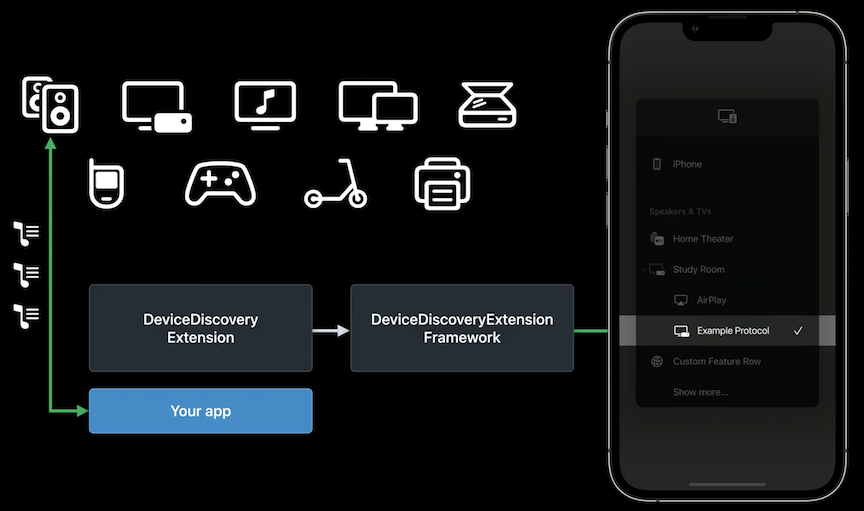 DeviceDiscovery
Extension
DeviceDiscoveryExtension
Framework
Your app
iPhone
Speakers & TVs
Home Theater
Study Room
AirPlay
Example Protocol
Custom Feature Row
Show more...